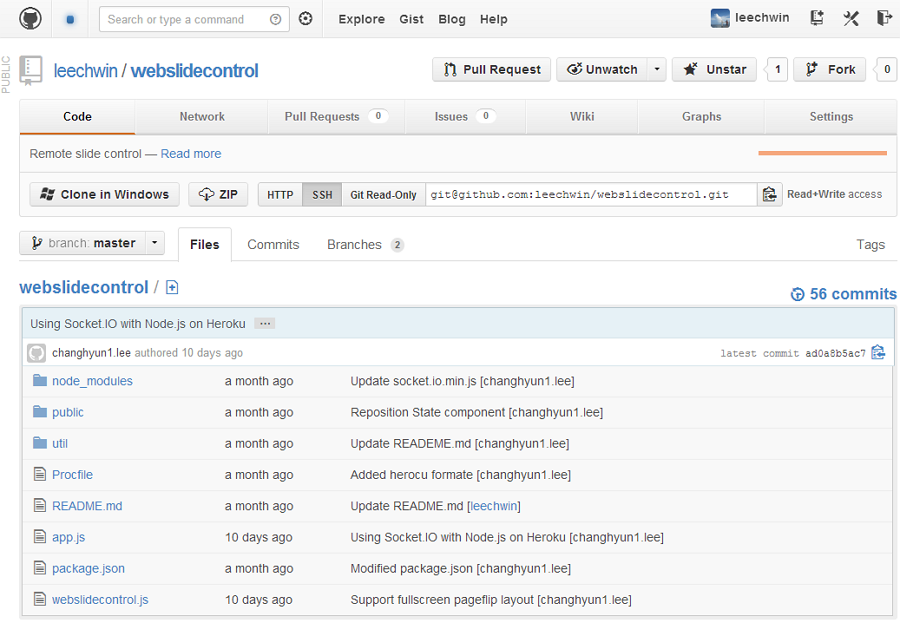 Search or type a command
Explore Gist Blog Help
leechwin
PUBLIC
leechwin / webslidecontrol
Pull Request Unwatch Unstar 1 Fork 0
Code Network Pull Requests 0 Issues 0 Wiki Graphs Settings
Remote slide control — Read more
Clone in Windows ZIP HTTP SSH Git Read-Only git@github.com:leechwin/webslidecontrol.git Read+Write access
branch: master Files Commits Branches 2 Tags
webslidecontrol /
56 commits
Using Socket.IO with Node.js on Heroku ...
changhyun1.lee authored 10 days ago latest commit ad0a8b5ac7
node_modules a month ago Update socket.io.min.js [changhyun1.lee]
public a month ago Reposition State component [changhyun1.lee]
util a month ago Update READEME.md [changhyun1.lee]
Procfile a month ago Added herocu formate [changhyun1.lee]
README.md a month ago Update README.md [leechwin]
app.js 10 days ago Using Socket.IO with Node.js on Heroku [changhyun1.lee]
package.json a month ago Modified package.json [changhyun1.lee]
webslidecontrol.js 10 days ago Support fullscreen pageflip layout [changhyun1.lee]